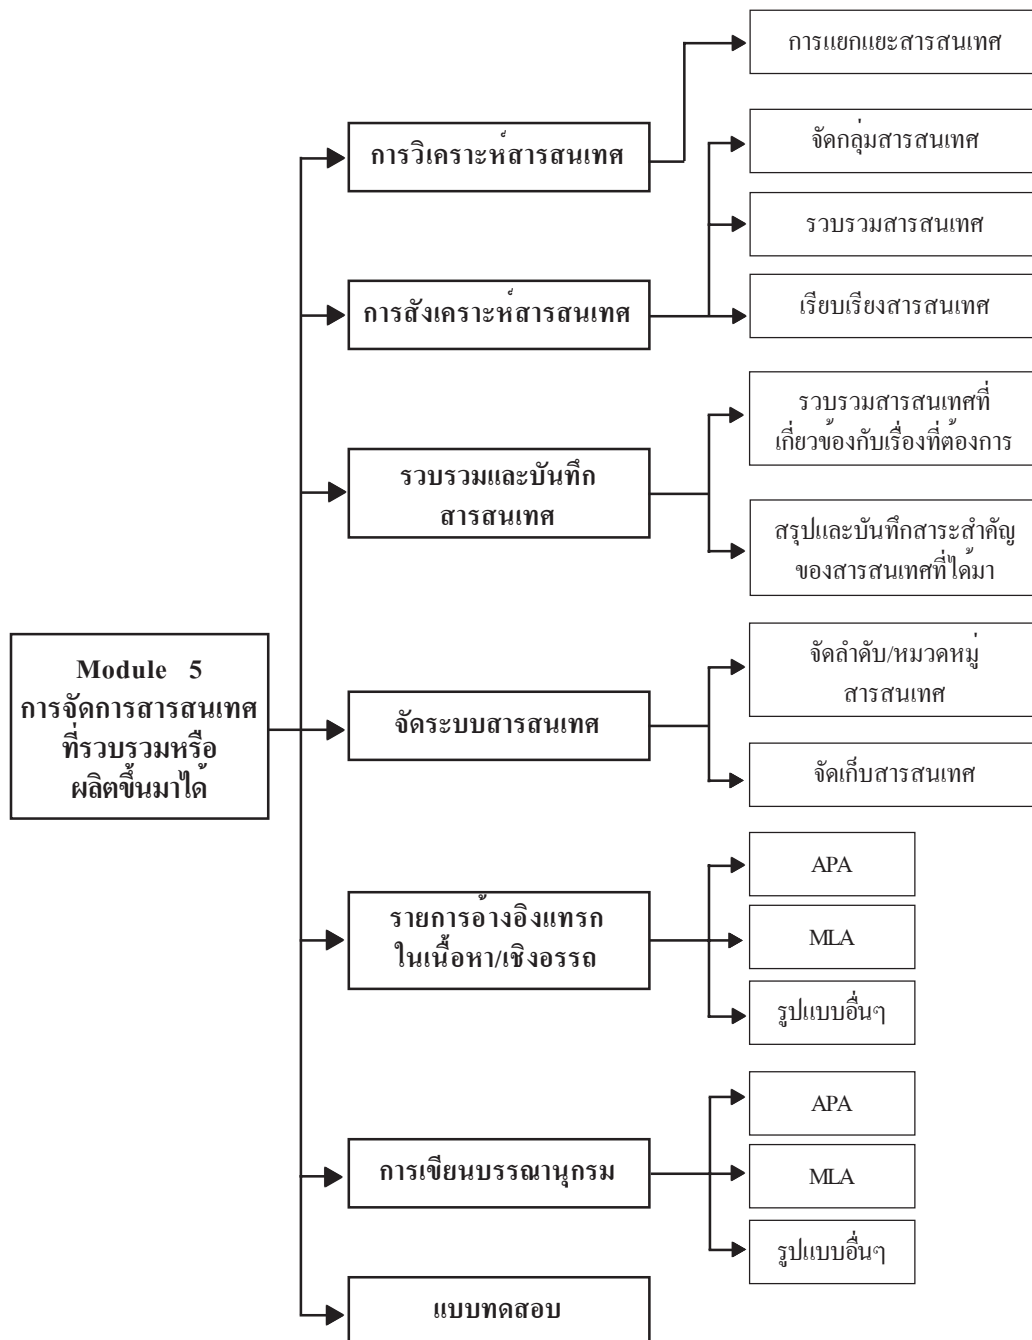 การแยกแยะสารสนเทศ
การวิเคราะห์สารสนเทศ
จัดกลุ่มสารสนเทศ
รวบรวมสารสนเทศ
การสังเคราะห์สารสนเทศ
เรียบเรียงสารสนเทศ
รวบรวมสารสนเทศที่
เกี่ยวข้องกับเรื่องที่ต้องการ
รวบรวมและบันทึก
สารสนเทศ
สรุปและบันทึกสาระสำคัญ
ของสารสนเทศที่ได้มา
Module 5
การจัดการสารสนเทศ
ที่รวบรวมหรือ
ผลิตขึ้นมาได้
จัดลำดับ/หมวดหมู่
สารสนเทศ
จัดระบบสารสนเทศ
จัดเก็บสารสนเทศ
APA
รายการอ้างอิงแทรก
ในเนื้อหา/เชิงอรรถ
MLA
รูปแบบอื่นๆ
APA
การเขียนบรรณานุกรม
MLA
รูปแบบอื่นๆ
แบบทดสอบ